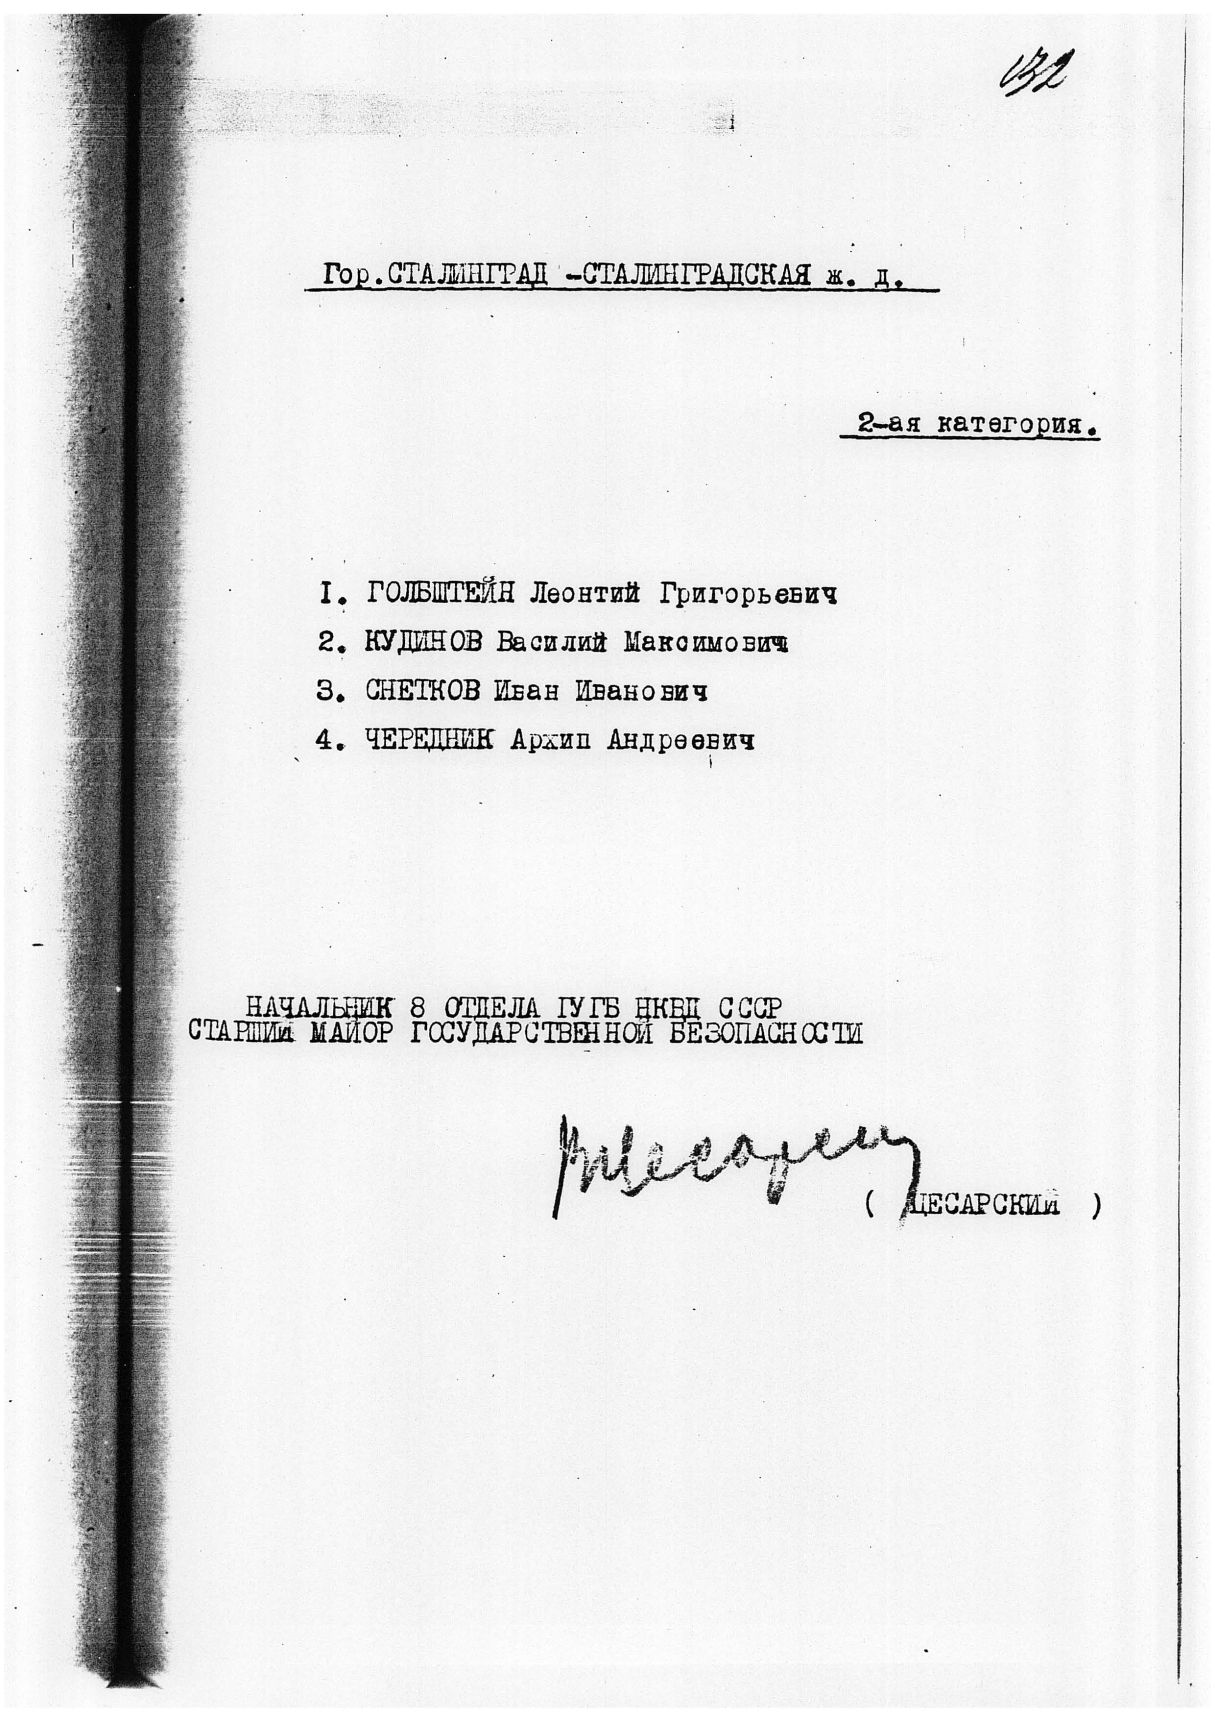 132
Гор.СТАЛИНГРАД -СТАЛИНГРАДСКАЯ ж. д.
2-ая категория.
1. ГОЛЬШТЕЙН Леонтий Григорьевич
2. КУДИНОВ Василий Максимович
3. СНЕТКОВ Иван Иванович
4. ЧЕРЕДНИК Архип Андреевич
НАЧАЛЬНИК 8 ОТДЕЛА ГУГБ НКВД СССР
СТАРШИЙ МАЙОР ГОСУДАРСТВЕННОЙ БЕЗОПАСНОСТИ
( ЦЕСАРСКИЙ )